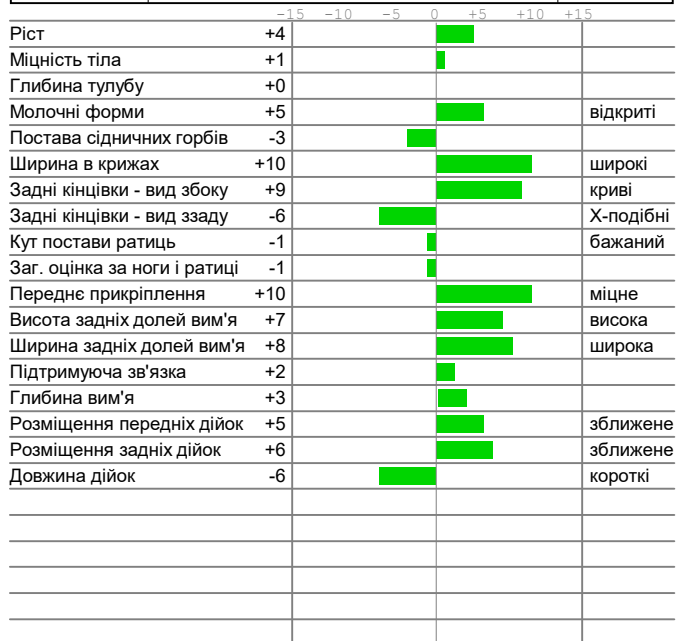 -15 -10 -5 0 +5 +10 +15
Ріст +4
Міцність тіла +1
Глибина тулубу +0
Молочні форми +5 відкриті
Постава сідничних горбів -3
Ширина в крижах +10 широкі
Задні кінцівки - вид збоку +9 криві
Задні кінцівки - вид ззаду -6 Х-подібні
Кут постави ратиць -1 бажаний
Заг. оцінка за ноги і ратиці -1
Переднє прикріплення +10 міцне
Висота задніх долей вим'я +7 висока
Ширина задніх долей вим'я +8 широка
Підтримуюча зв'язка +2
Глибина вим'я +3
Розміщення передніх дійок +5 зближене
Розміщення задніх дійок +6 зближене
Довжина дійок -6 короткі